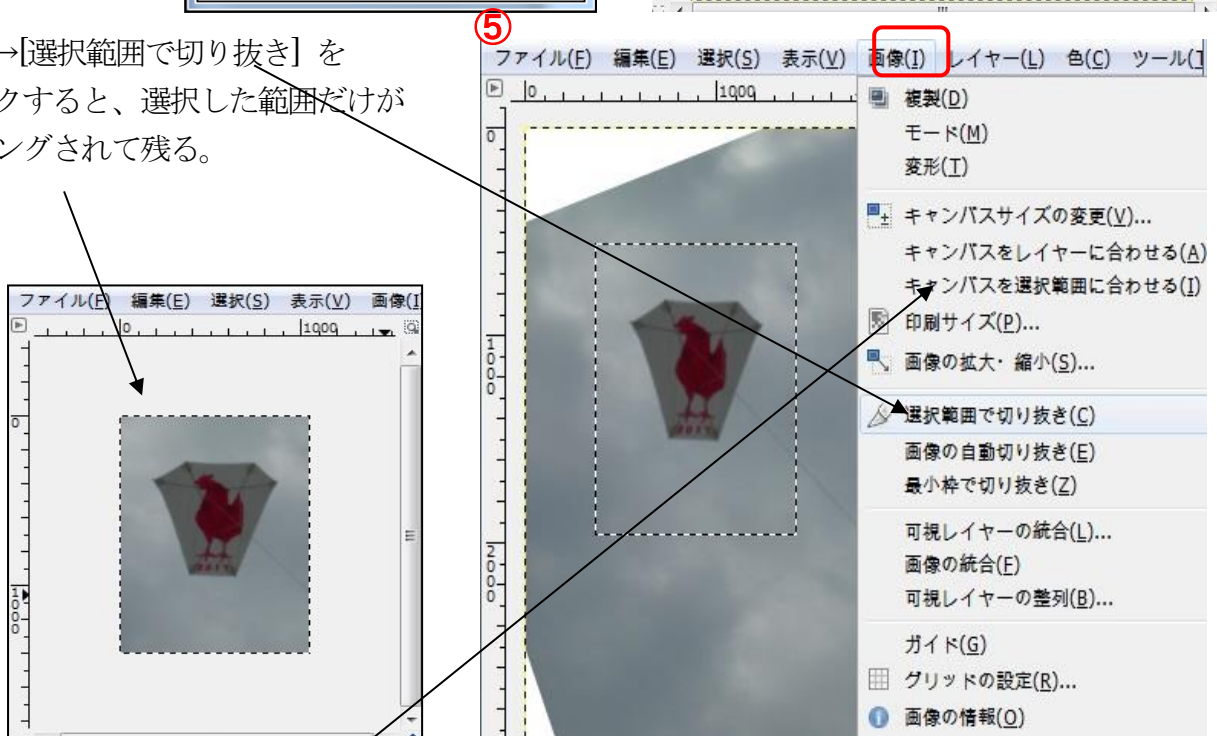 →[選択範囲で切り抜き] を
クすると、選択した範囲だけが
ングされて残る。
⑤
ファイル(F) 編集(E) 選択(S) 表示(V) 画像(I) レイヤー(L) 色(C) ツール(T
0 1000
0
1000
2000
複製(D)
モード(M)
変形(T)
キャンバスサイズの変更(V)...
キャンバスをレイヤーに合わせる(A)
キャンバスを選択範囲に合わせる(I)
印刷サイズ(P)...
画像の拡大・縮小(S)...
選択範囲で切り抜き(C)
画像の自動切り抜き(E)
最小枠で切り抜き(Z)
可視レイヤーの統合(L)...
画像の統合(F)
可視レイヤーの整列(B)...
ガイド(G)
グリッドの設定(R)...
画像の情報(O)
ファイル(F) 編集(E) 選択(S) 表示(V) 画像(I
0 1000
0
1000